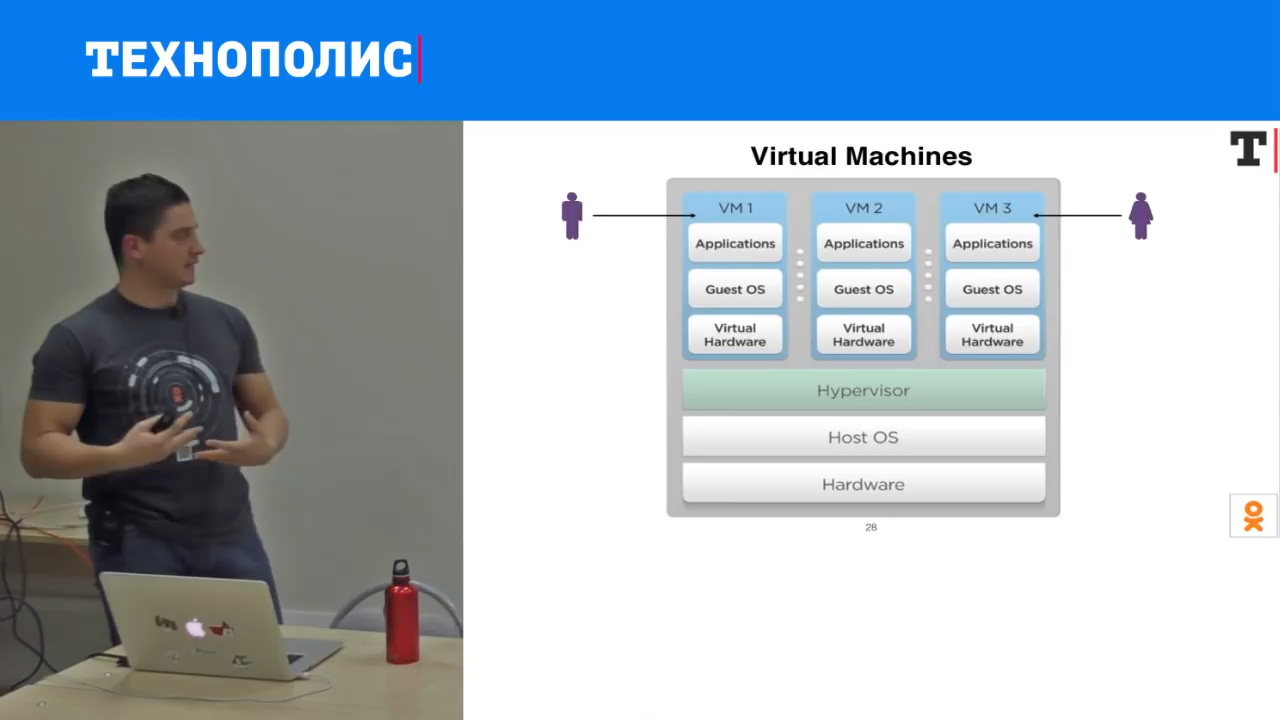 ТЕХНОПОЛИС
Virtual Machines
T
VM 1
VM 2
VM 3
Applications
Applications
Applications
Guest OS
Guest OS
Guest OS
Virtual
Hardware
Virtual
Hardware
Virtual
Hardware
Hypervisor
Host OS
Hardware
28